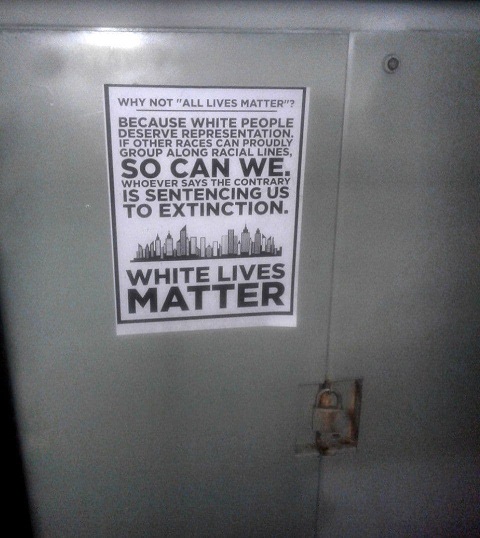 WHY NOT "ALL LIVES MATTER"?
BECAUSE WHITE PEOPLE
DESERVE REPRESENTATION.
IF OTHER RACES CAN PROUDLY
GROUP ALONG RACIAL LINES,
SO CAN WE.
WHOEVER SAYS THE CONTRARY
IS SENTENCING US
TO EXTINCTION.
WHITE LIVES
MATTER